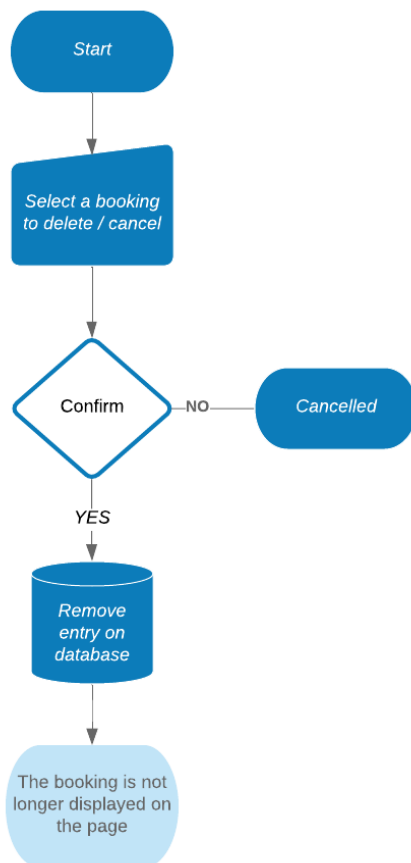 Start
Select a booking
to delete / cancel
Confirm
NO
Cancelled
YES
Remove
entry on
database
The booking is not
longer displayed on
the page